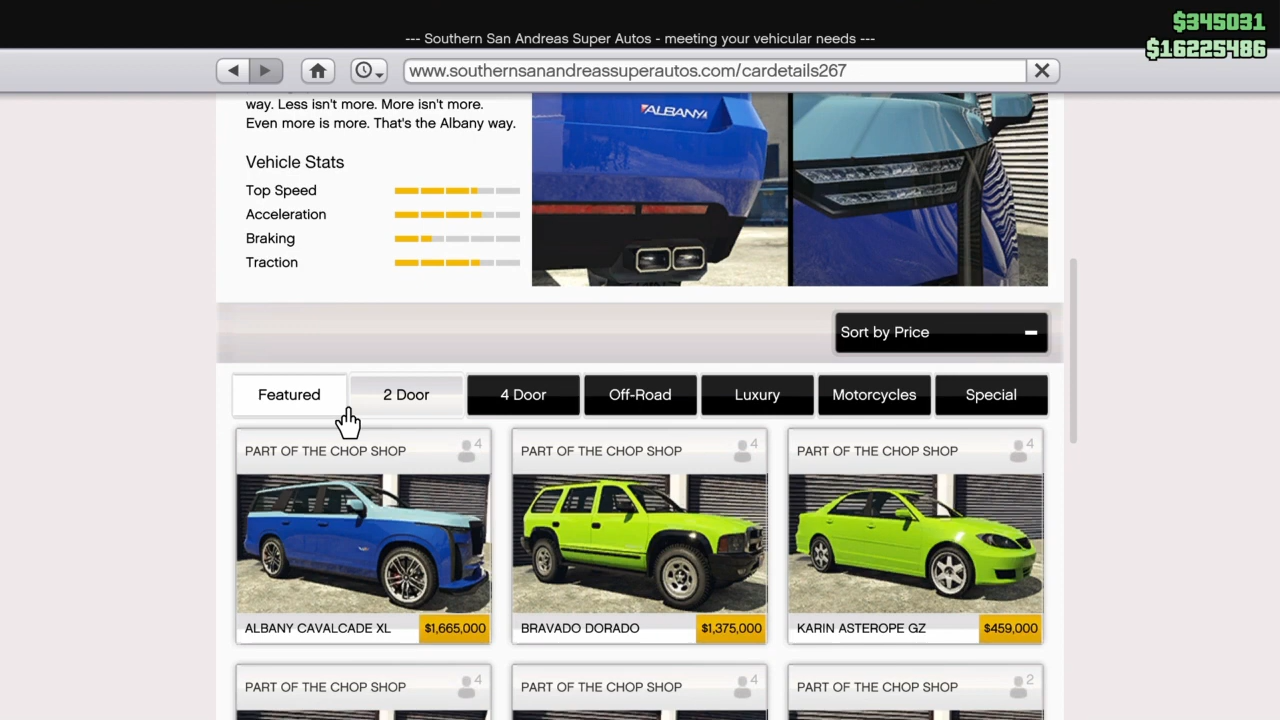 $345031
$16225486
--- Southern San Andreas Super Autos - meeting your vehicular needs ---
www.southernsanandreassuperautos.com/cardetails267
way. Less isn't more. More isn't more.
Even more is more. That's the Albany way.
ALBANY
Vehicle Stats
Top Speed
Acceleration
Braking
Traction
Sort by Price
Featured
2 Door
4 Door
Off-Road
Luxury
Motorcycles
Special
PART OF THE CHOP SHOP 4
PART OF THE CHOP SHOP 4
PART OF THE CHOP SHOP 4
ALBANY CAVALCADE XL $1,665,000
BRAVADO DORADO $1,375,000
KARIN ASTEROPE GZ $459,000
PART OF THE CHOP SHOP 4
PART OF THE CHOP SHOP 4
PART OF THE CHOP SHOP 2